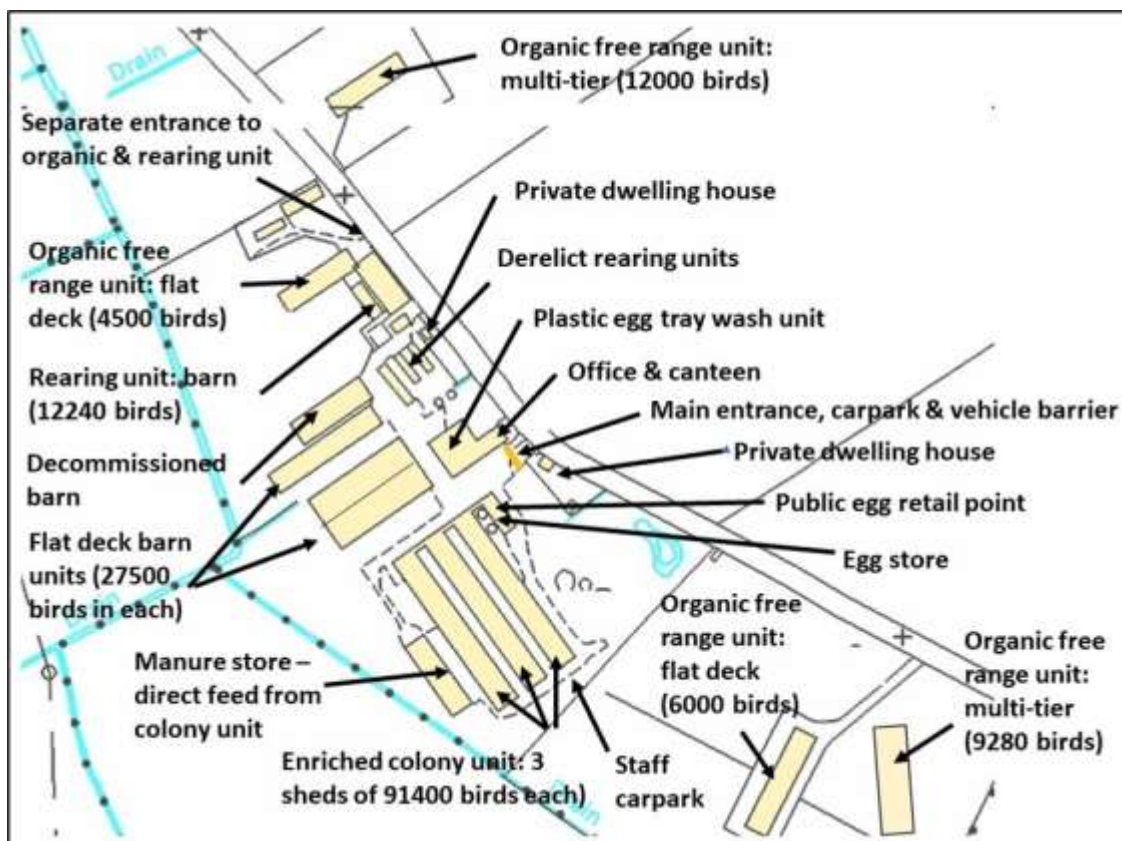 Organic free range unit:
multi-tier (12000 birds)
Drain
Separate entrance to
organic & rearing unit
Private dwelling house
Organic free
range unit: flat
deck (4500 birds)
Derelict rearing units
Plastic egg tray wash unit
Rearing unit: barn
(12240 birds)
Office & canteen
Main entrance, carpark & vehicle barrier
Private dwelling house
Decommissioned
barn
Public egg retail point
Egg store
Flat deck barn
units (27500
birds in each)
Drain
Organic free
range unit:
flat deck
(6000 birds)
Organic free
range unit:
multi-tier
(9280 birds)
Manure store –
direct feed from
colony unit
Enriched colony unit: 3
sheds of 91400 birds each)
Staff
carpark
Drain